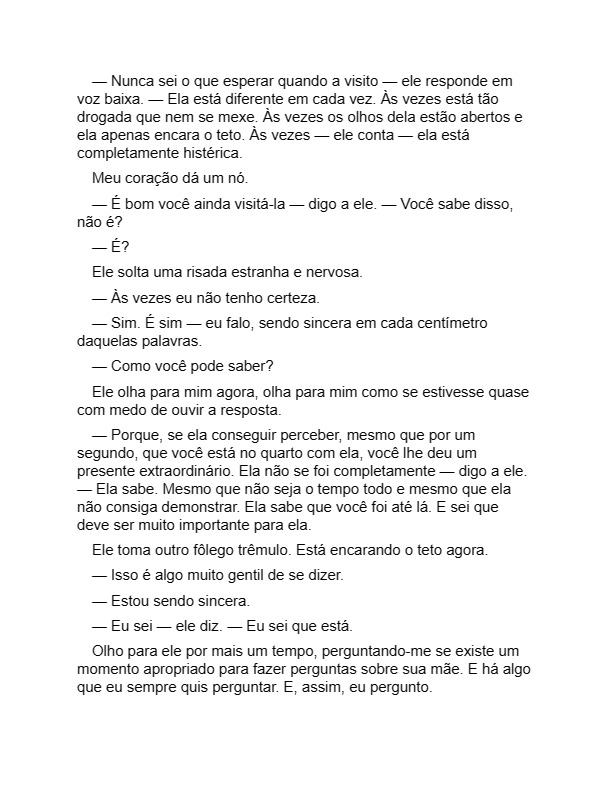 — Nunca sei o que esperar quando a visito — ele responde em
voz baixa. — Ela está diferente em cada vez. Às vezes está tão
drogada que nem se mexe. Às vezes os olhos dela estão abertos e
ela apenas encara o teto. Às vezes — ele conta — ela está
completamente histérica.
Meu coração dá um nó.
— É bom você ainda visitá-la — digo a ele. — Você sabe disso,
não é?
— É?
Ele solta uma risada estranha e nervosa.
— Às vezes eu não tenho certeza.
— Sim. É sim — eu falo, sendo sincera em cada centímetro
daquelas palavras.
— Como você pode saber?
Ele olha para mim agora, olha para mim como se estivesse quase
com medo de ouvir a resposta.
— Porque, se ela conseguir perceber, mesmo que por um
segundo, que você está no quarto com ela, você lhe deu um
presente extraordinário. Ela não se foi completamente — digo a ele.
— Ela sabe. Mesmo que não seja o tempo todo e mesmo que ela
não consiga demonstrar. Ela sabe que você foi até lá. E sei que
deve ser muito importante para ela.
Ele toma outro fôlego trêmulo. Está encarando o teto agora.
— Isso é algo muito gentil de se dizer.
— Estou sendo sincera.
— Eu sei — ele diz. — Eu sei que está.
Olho para ele por mais um tempo, perguntando-me se existe um
momento apropriado para fazer perguntas sobre sua mãe. E há algo
que eu sempre quis perguntar. E, assim, eu pergunto.